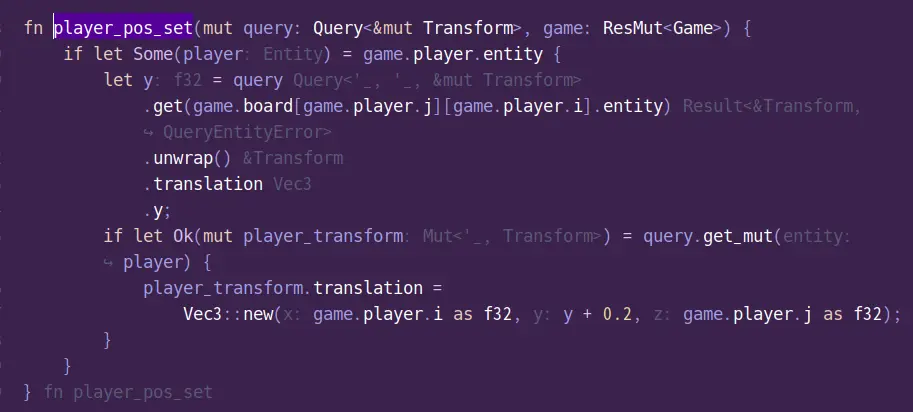 fn player_pos_set(mut query: Query<&mut Transform>, game: ResMut<Game>) {
if let Some(player: Entity) = game.player.entity {
let y: f32 = query Query<'_, '_, &mut Transform>
.get(game.board[game.player.j][game.player.i].entity) Result<&Transform,
↪ QueryEntityError>
.unwrap() &Transform
.translation Vec3
.y;
if let Ok(mut player_transform: Mut<'_, Transform>) = query.get_mut(entity:
↪ player) {
player_transform.translation =
Vec3::new(x: game.player.i as f32, y: y + 0.2, z: game.player.j as f32);
}
}
} fn player_pos_set